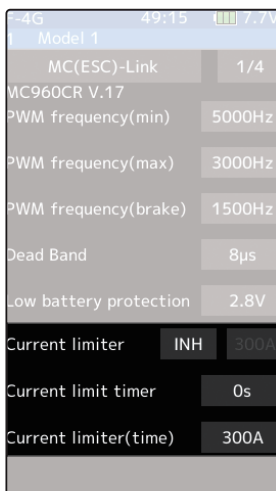 F-4G 49:15 7.7V
1 Model 1
MC(ESC)-Link 1/4
MC960CR V.17
PWM frequency(min) 5000Hz
PWM frequency(max) 3000Hz
PWM frequency(brake) 1500Hz
Dead Band 8µs
Low battery protection 2.8V
Current limiter INH 300A
Current limit timer 0s
Current limiter(time) 300A